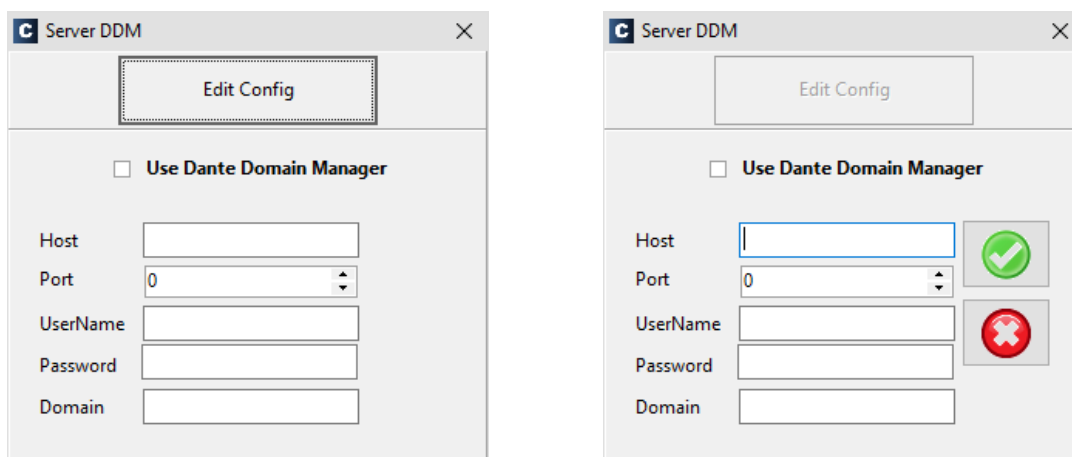 C Server DDM
Edit Config
Use Dante Domain Manager
Host
Port 0
UserName
Password
Domain
C Server DDM
Edit Config
Use Dante Domain Manager
Host
Port 0
UserName
Password
Domain